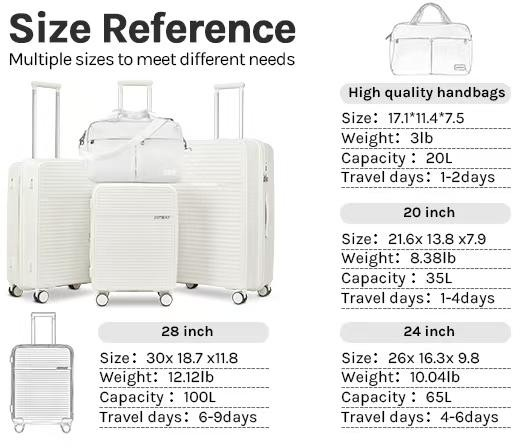 Size Reference
Multiple sizes to meet different needs
High quality handbags
Size：17.1*11.4*7.5
Weight：3lb
Capacity：20L
Travel days：1-2days
20 inch
Size：21.6x 13.8 x7.9
Weight：8.38lb
Capacity：35L
Travel days：1-4days
28 inch
Size：30x 18.7 x11.8
Weight：12.12lb
Capacity：100L
Travel days：6-9days
24 inch
Size：26x 16.3x 9.8
Weight：10.04lb
Capacity：65L
Travel days：4-6days